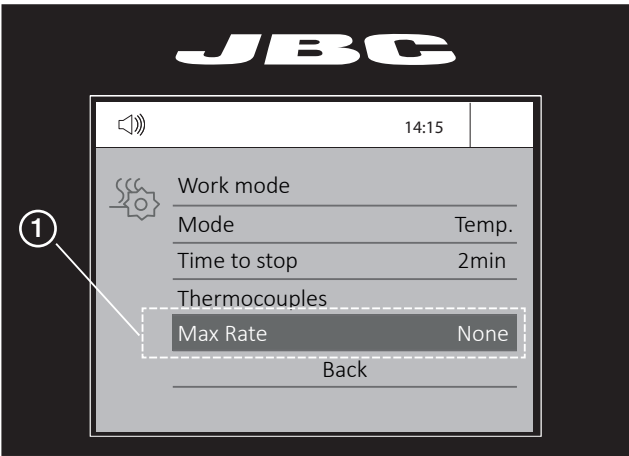 JBC
14:15
Work mode
Mode Temp.
Time to stop 2min
Thermocouples
1
Max Rate None
Back